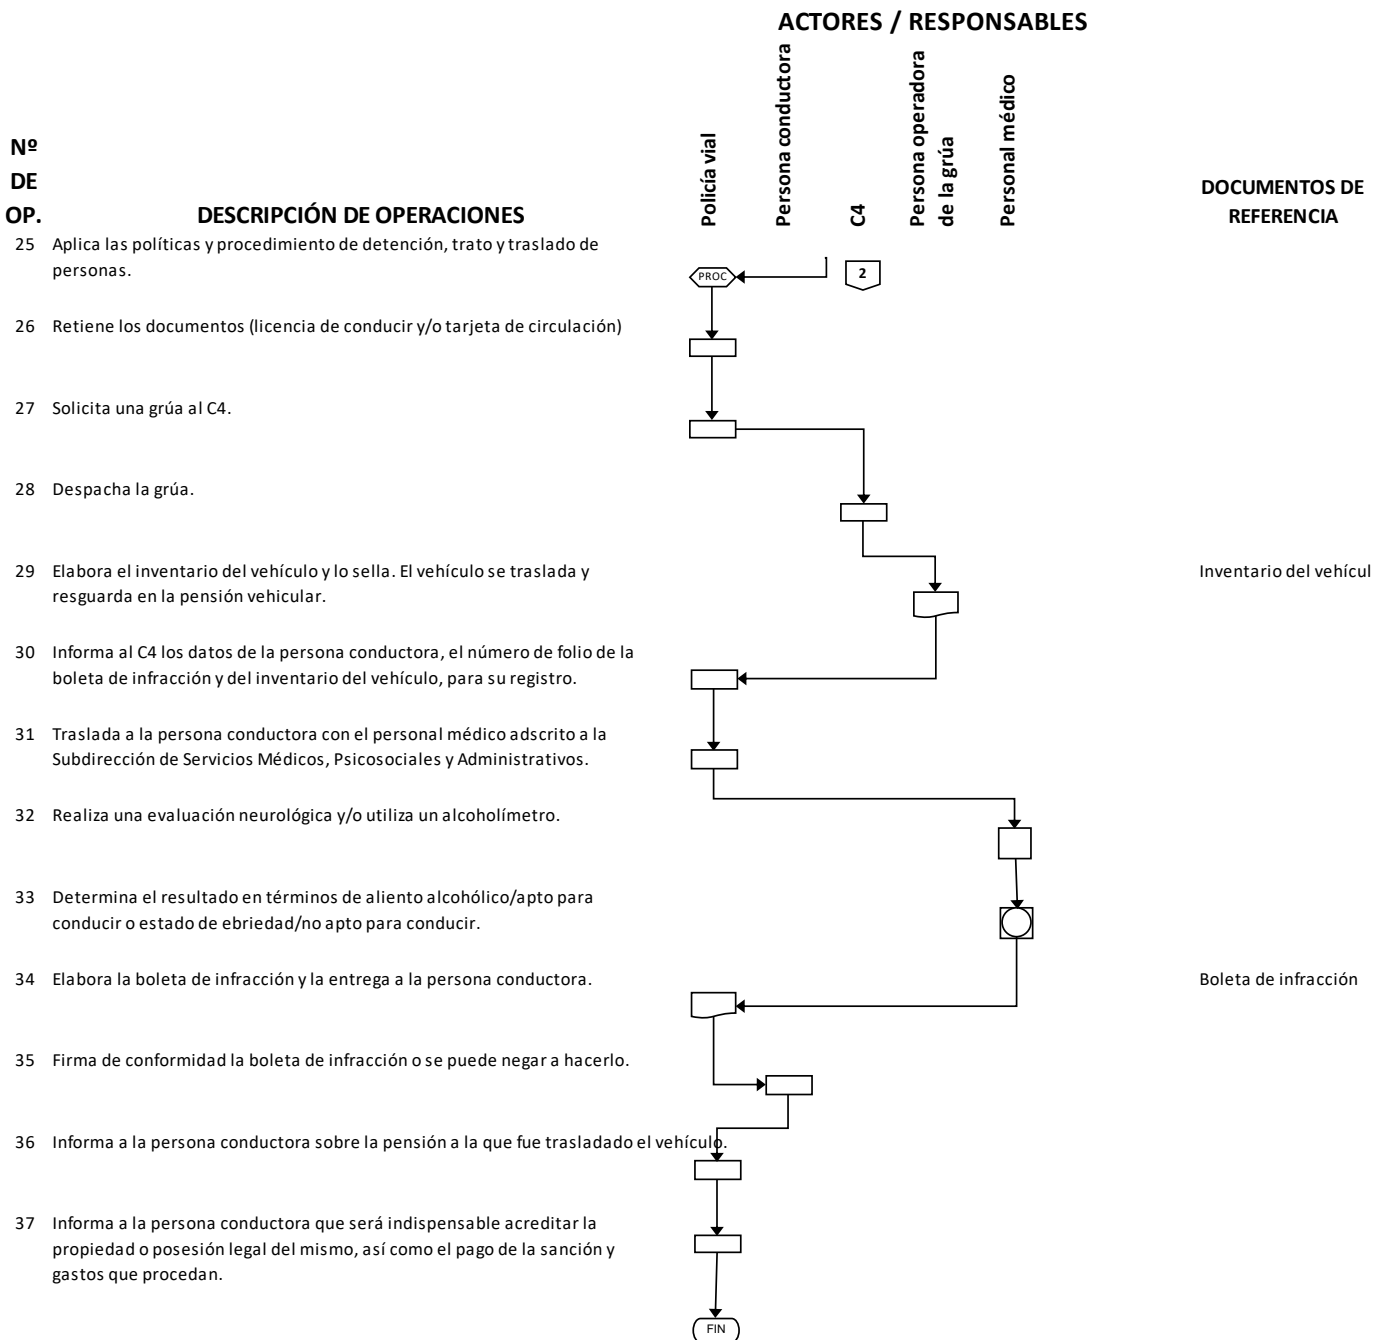 ACTORES / RESPONSABLES
Nº
DE
OP.
DESCRIPCIÓN DE OPERACIONES
Policía vial
Persona conductora
C4
Persona operadora
de la grúa
Personal médico
DOCUMENTOS DE
REFERENCIA
25 Aplica las políticas y procedimiento de detención, trato y traslado de
personas.
PROC
2
26 Retiene los documentos (licencia de conducir y/o tarjeta de circulación)
27 Solicita una grúa al C4.
28 Despacha la grúa.
29 Elabora el inventario del vehículo y lo sella. El vehículo se traslada y
resguarda en la pensión vehicular.
Inventario del vehícul
30 Informa al C4 los datos de la persona conductora, el número de folio de la
boleta de infracción y del inventario del vehículo, para su registro.
31 Traslada a la persona conductora con el personal médico adscrito a la
Subdirección de Servicios Médicos, Psicosociales y Administrativos.
32 Realiza una evaluación neurológica y/o utiliza un alcoholímetro.
33 Determina el resultado en términos de aliento alcohólico/apto para
conducir o estado de ebriedad/no apto para conducir.
34 Elabora la boleta de infracción y la entrega a la persona conductora.
Boleta de infracción
35 Firma de conformidad la boleta de infracción o se puede negar a hacerlo.
36 Informa a la persona conductora sobre la pensión a la que fue trasladado el vehículo.
37 Informa a la persona conductora que será indispensable acreditar la
propiedad o posesión legal del mismo, así como el pago de la sanción y
gastos que procedan.
FIN